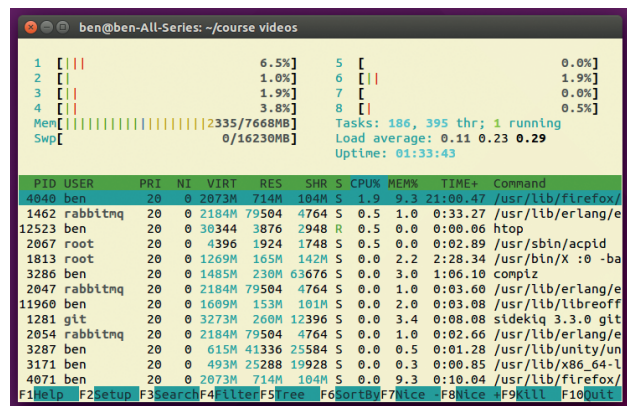 ben@ben-All-Series: ~/course videos
1 [||| 6.5%] 5 [ 0.0%]
2 [| 1.0%] 6 [|| 1.9%]
3 [|| 1.9%] 7 [ 0.0%]
4 [|| 3.8%] 8 [| 0.5%]
Mem[||||||||||||||||||||2335/7668MB] Tasks: 186, 395 thr; 1 running
Swp[ 0/16230MB] Load average: 0.11 0.23 0.29
Uptime: 01:33:43
PID USER PRI NI VIRT RES SHR S CPU% MEM% TIME+ Command
4040 ben 20 0 2073M 714M 104M S 1.9 9.3 21:00.47 /usr/lib/firefox/
1462 rabbitmq 20 0 2184M 79504 4764 S 0.5 1.0 0:33.27 /usr/lib/erlang/e
12523 ben 20 0 30344 3876 2948 R 0.5 0.0 0:00.06 htop
2067 root 20 0 4396 1924 1748 S 0.5 0.0 0:02.89 /usr/sbin/acpid
1813 root 20 0 1269M 165M 142M S 0.0 2.2 2:28.34 /usr/bin/X :0 -ba
3286 ben 20 0 1485M 230M 63676 S 0.0 3.0 1:06.10 compiz
2047 rabbitmq 20 0 2184M 79504 4764 S 0.0 1.0 0:03.60 /usr/lib/erlang/e
11960 ben 20 0 1609M 153M 101M S 0.0 2.0 0:03.08 /usr/lib/libreoff
1281 git 20 0 3273M 260M 12396 S 0.0 3.4 0:08.08 sidekiq 3.3.0 git
2054 rabbitmq 20 0 2184M 79504 4764 S 0.0 1.0 0:02.66 /usr/lib/erlang/e
3287 ben 20 0 615M 41336 25584 S 0.0 0.5 0:01.28 /usr/lib/unity/un
3171 ben 20 0 493M 25288 19928 S 0.0 0.3 0:00.85 /usr/lib/x86_64-l
4071 ben 20 0 2073M 714M 104M S 0.0 9.3 0:10.04 /usr/lib/firefox/
F1Help F2Setup F3SearchF4FilterF5Tree F6SortByF7Nice -F8Nice +F9Kill F10Quit